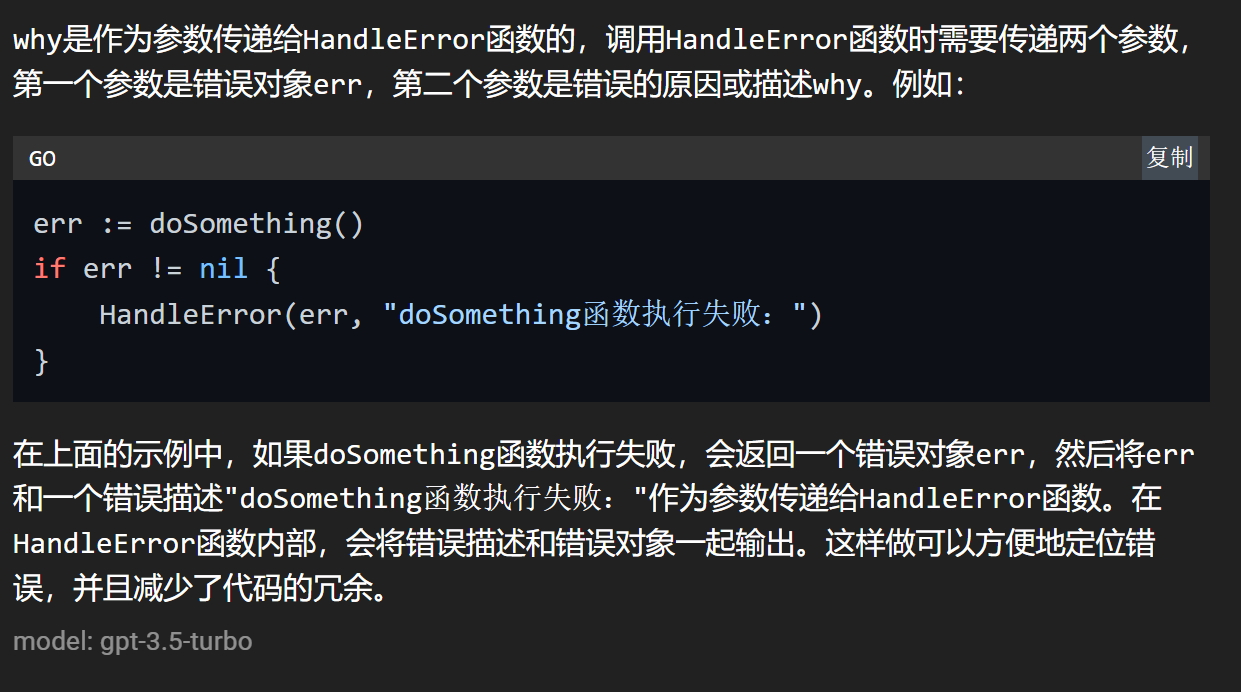 why是作为参数传递给HandleError函数的，调用HandleError函数时需要传递两个参数，
第一个参数是错误对象err，第二个参数是错误的原因或描述why。例如：
GO
复制
err := doSomething()
if err != nil {
    HandleError(err, "doSomething函数执行失败：")
}
在上面的示例中，如果doSomething函数执行失败，会返回一个错误对象err，然后将err
和一个错误描述"doSomething函数执行失败："作为参数传递给HandleError函数。在
HandleError函数内部，会将错误描述和错误对象一起输出。这样做可以方便地定位错
误，并且减少了代码的冗余。
model: gpt-3.5-turbo